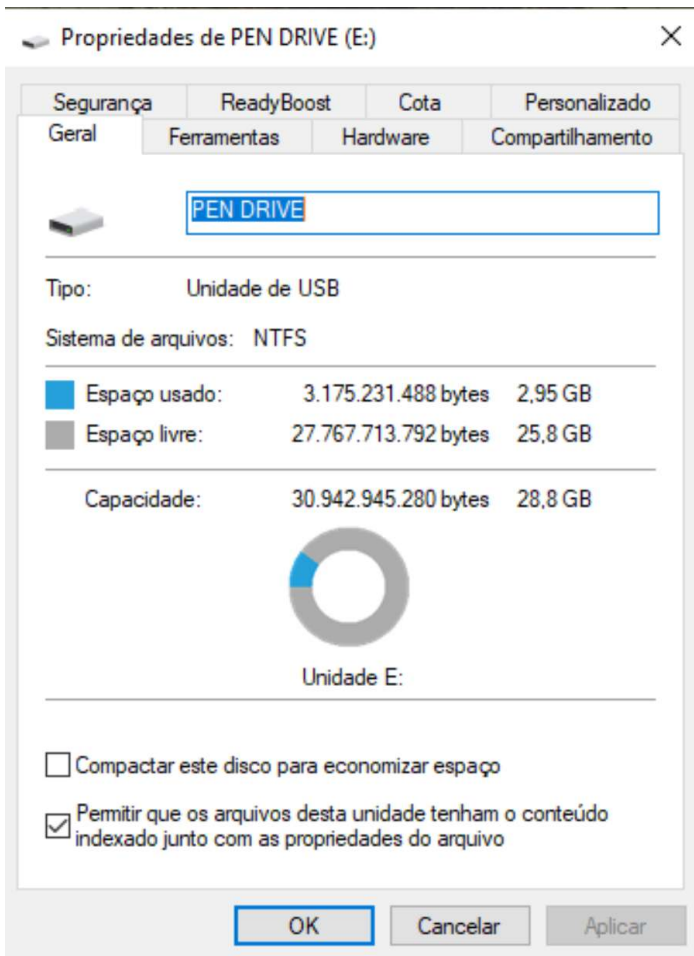 Propriedades de PEN DRIVE (E:)
Segurança ReadyBoost Cota Personalizado
Geral Ferramentas Hardware Compartilhamento
PEN DRIVE
Tipo: Unidade de USB
Sistema de arquivos: NTFS
Espaço usado: 3.175.231.488 bytes 2,95 GB
Espaço livre: 27.767.713.792 bytes 25,8 GB
Capacidade: 30.942.945.280 bytes 28,8 GB
Unidade E:
Compactar este disco para economizar espaço
Permitir que os arquivos desta unidade tenham o conteúdo
indexado junto com as propriedades do arquivo
OK Cancelar Aplicar